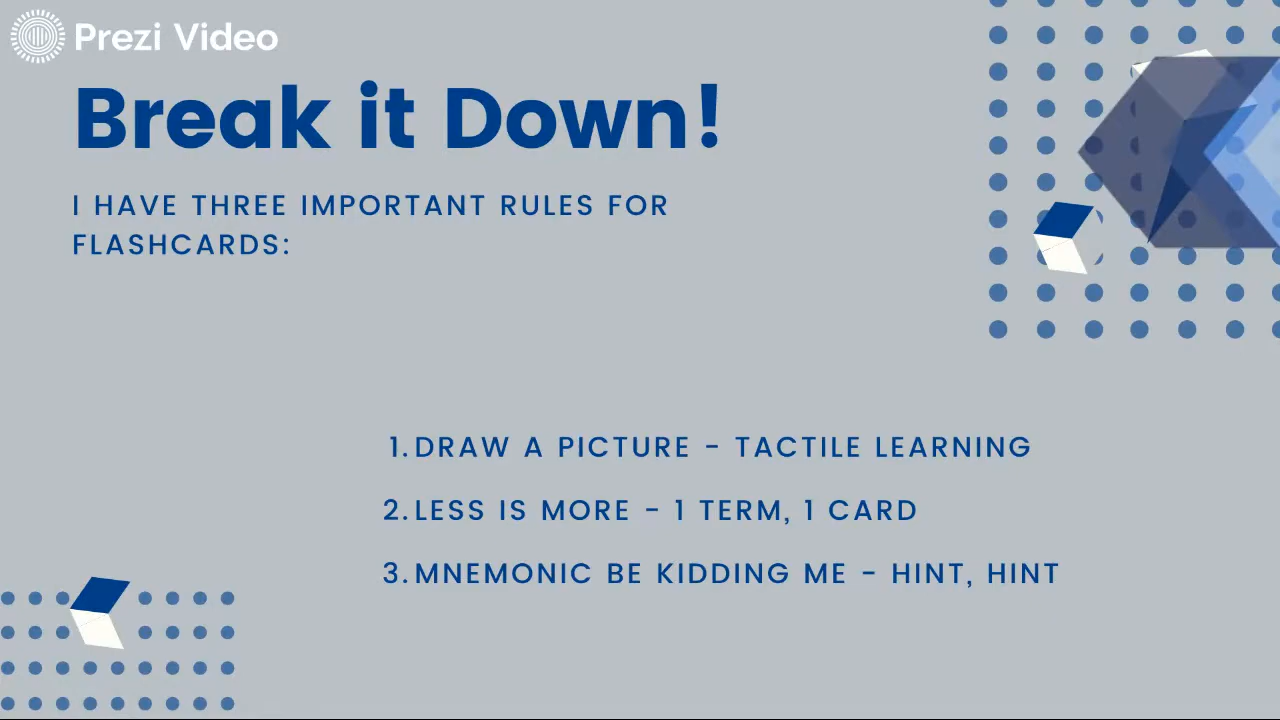 Prezi Video
Break it Down!
I HAVE THREE IMPORTANT RULES FOR
FLASHCARDS:
1. DRAW A PICTURE - TACTILE LEARNING
2. LESS IS MORE - 1 TERM, 1 CARD
3. MNEMONIC BE KIDDING ME - HINT, HINT